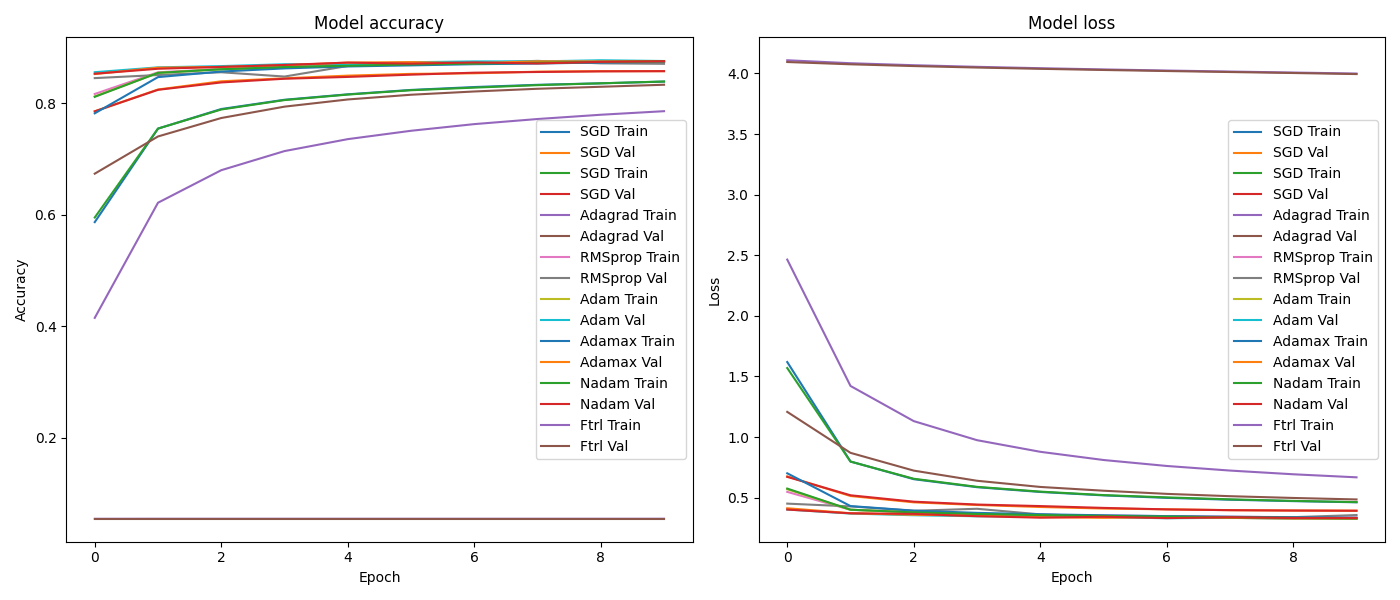 Model accuracy
Accuracy
0.8
0.6
0.4
0.2
0 2 4 6 8
Epoch
SGD Train
SGD Val
SGD Train
SGD Val
Adagrad Train
Adagrad Val
RMSprop Train
RMSprop Val
Adam Train
Adam Val
Adamax Train
Adamax Val
Nadam Train
Nadam Val
Ftrl Train
Ftrl Val
Model loss
Loss
4.0
3.5
3.0
2.5
2.0
1.5
1.0
0.5
0 2 4 6 8
Epoch
SGD Train
SGD Val
SGD Train
SGD Val
Adagrad Train
Adagrad Val
RMSprop Train
RMSprop Val
Adam Train
Adam Val
Adamax Train
Adamax Val
Nadam Train
Nadam Val
Ftrl Train
Ftrl Val